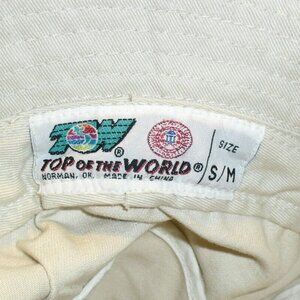 TOW®
TOP OF THE WORLD®
NORMAN, OK. MADE IN CHINA
SIZE
S/M